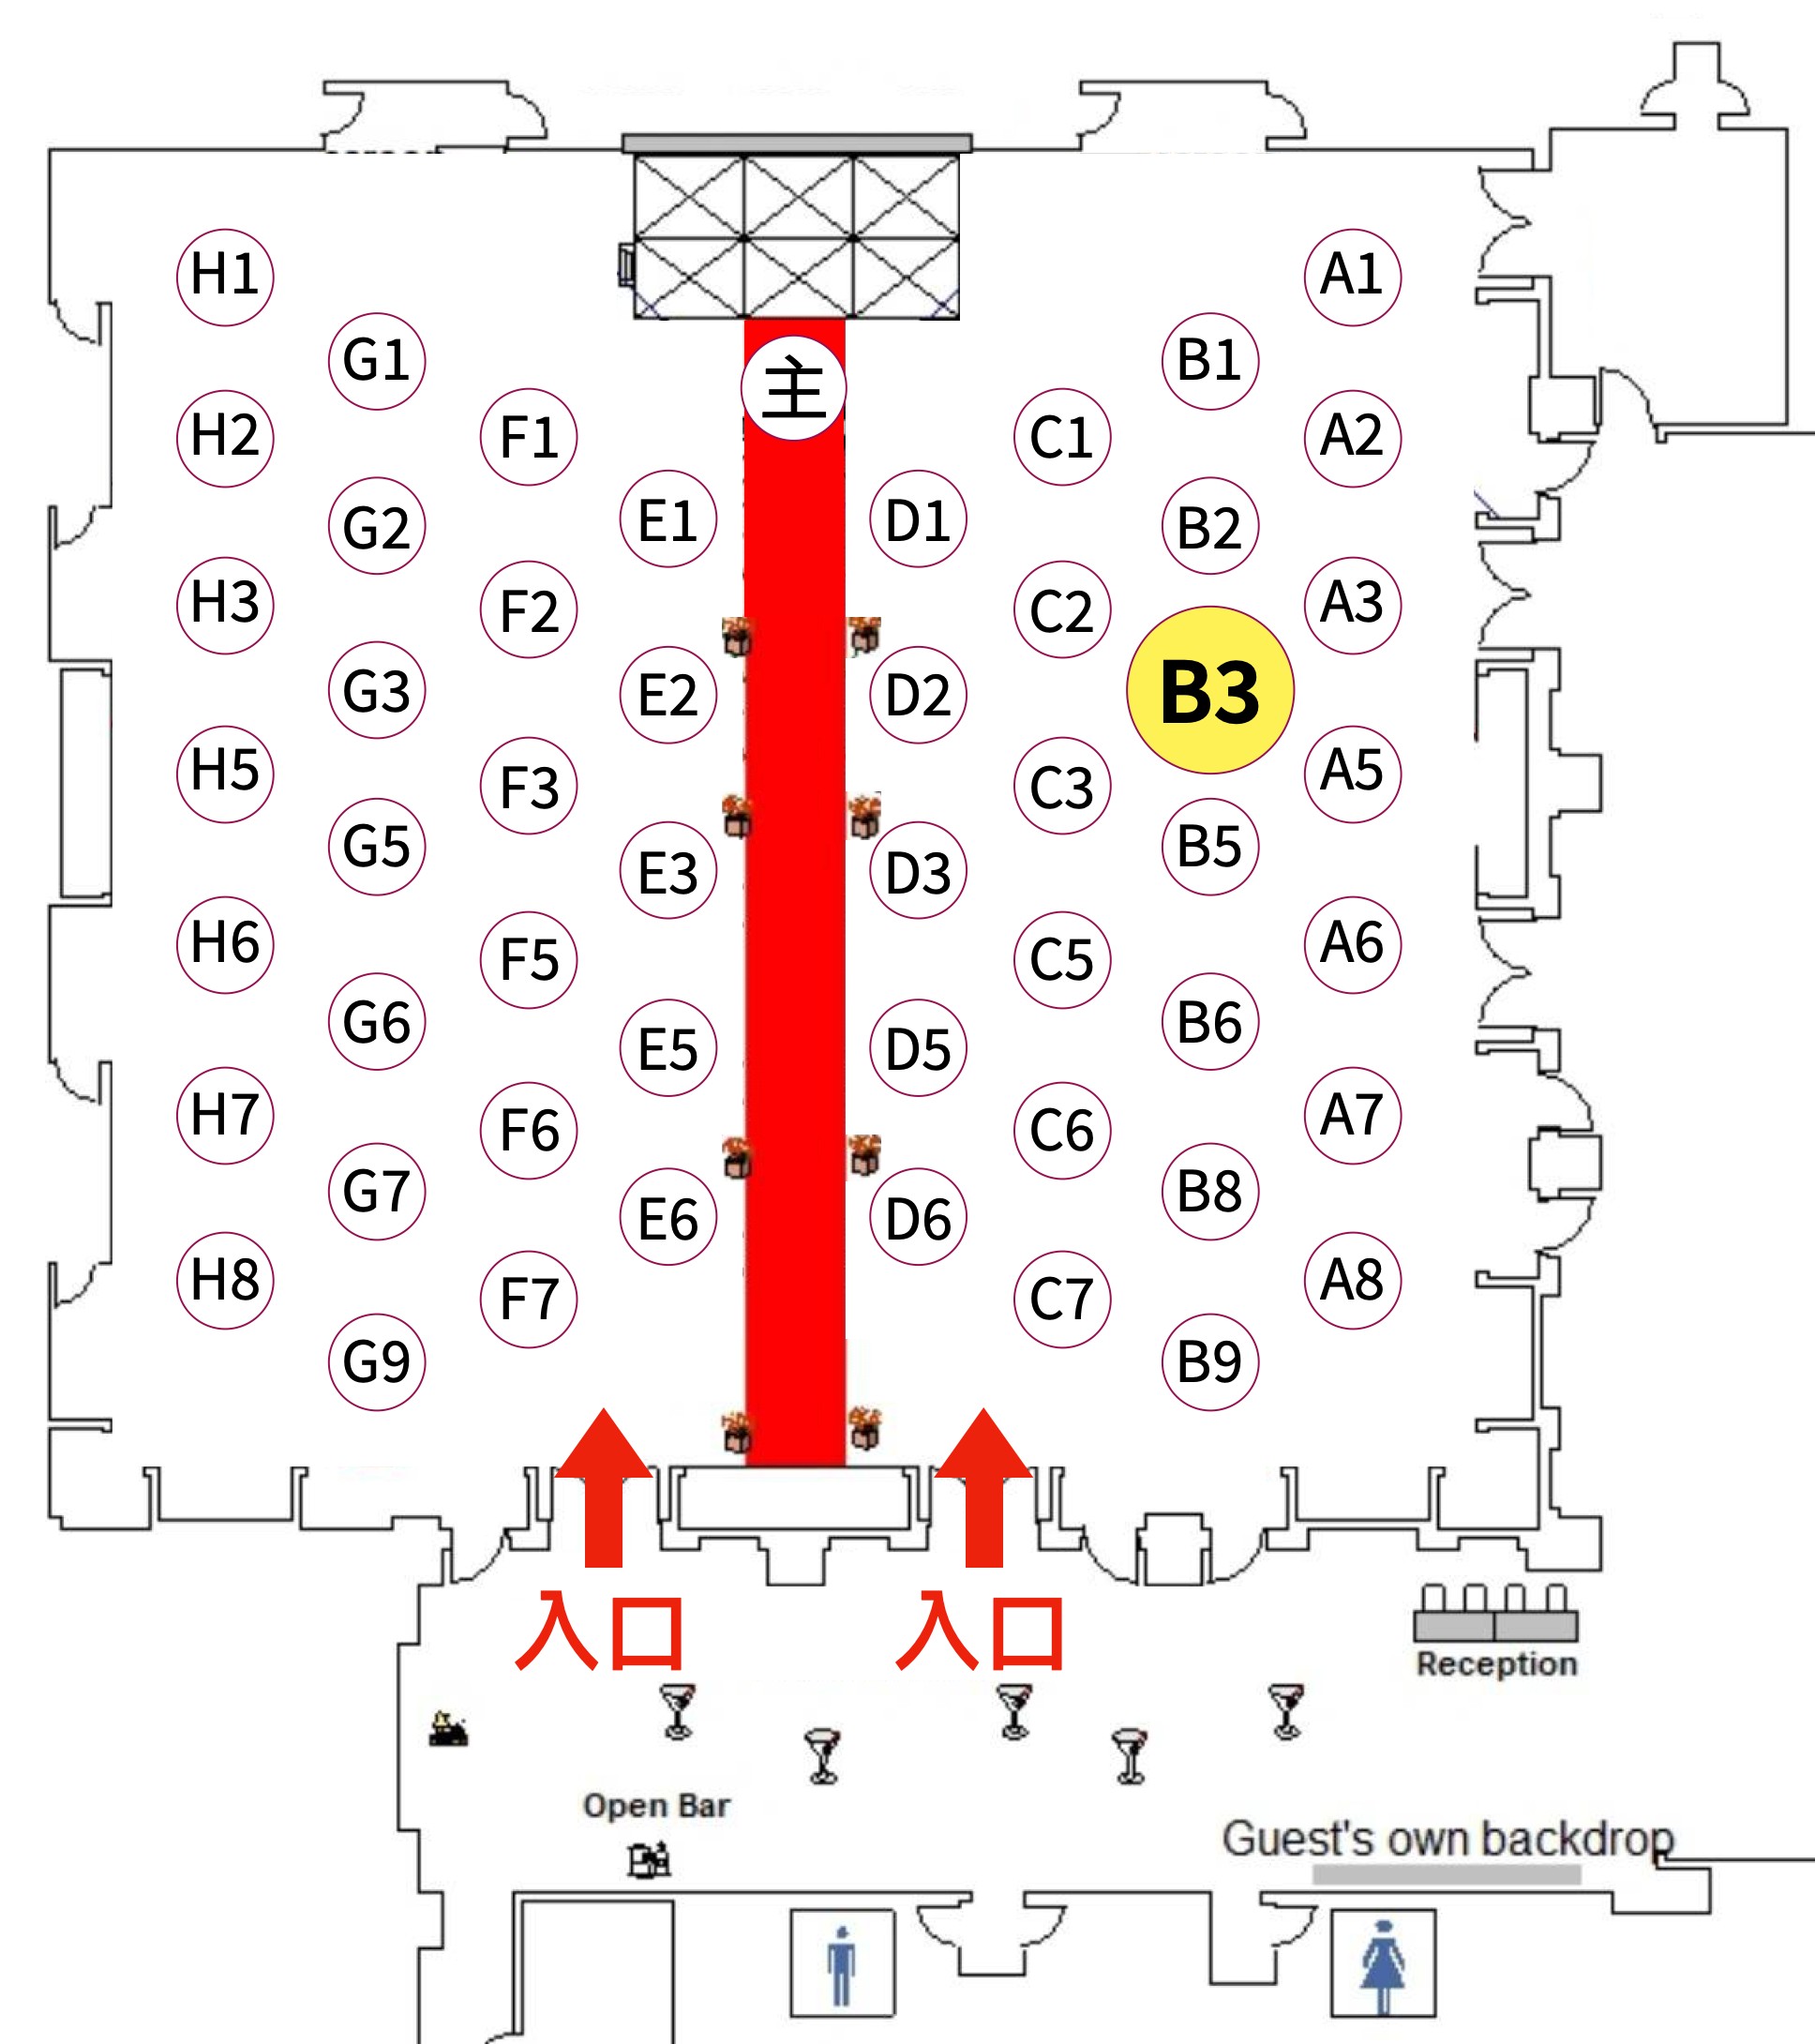 H1
A1
G1
B1
主
H2
F1
C1
A2
G2
E1
D1
B2
H3
F2
C2
A3
G3
E2
D2
B3
H5
F3
C3
A5
G5
E3
D3
B5
H6
F5
C5
A6
G6
E5
D5
B6
H7
F6
C6
A7
G7
E6
D6
B8
H8
F7
C7
A8
G9
B9
入口
入口
Reception
Open Bar
Guest's own backdrop